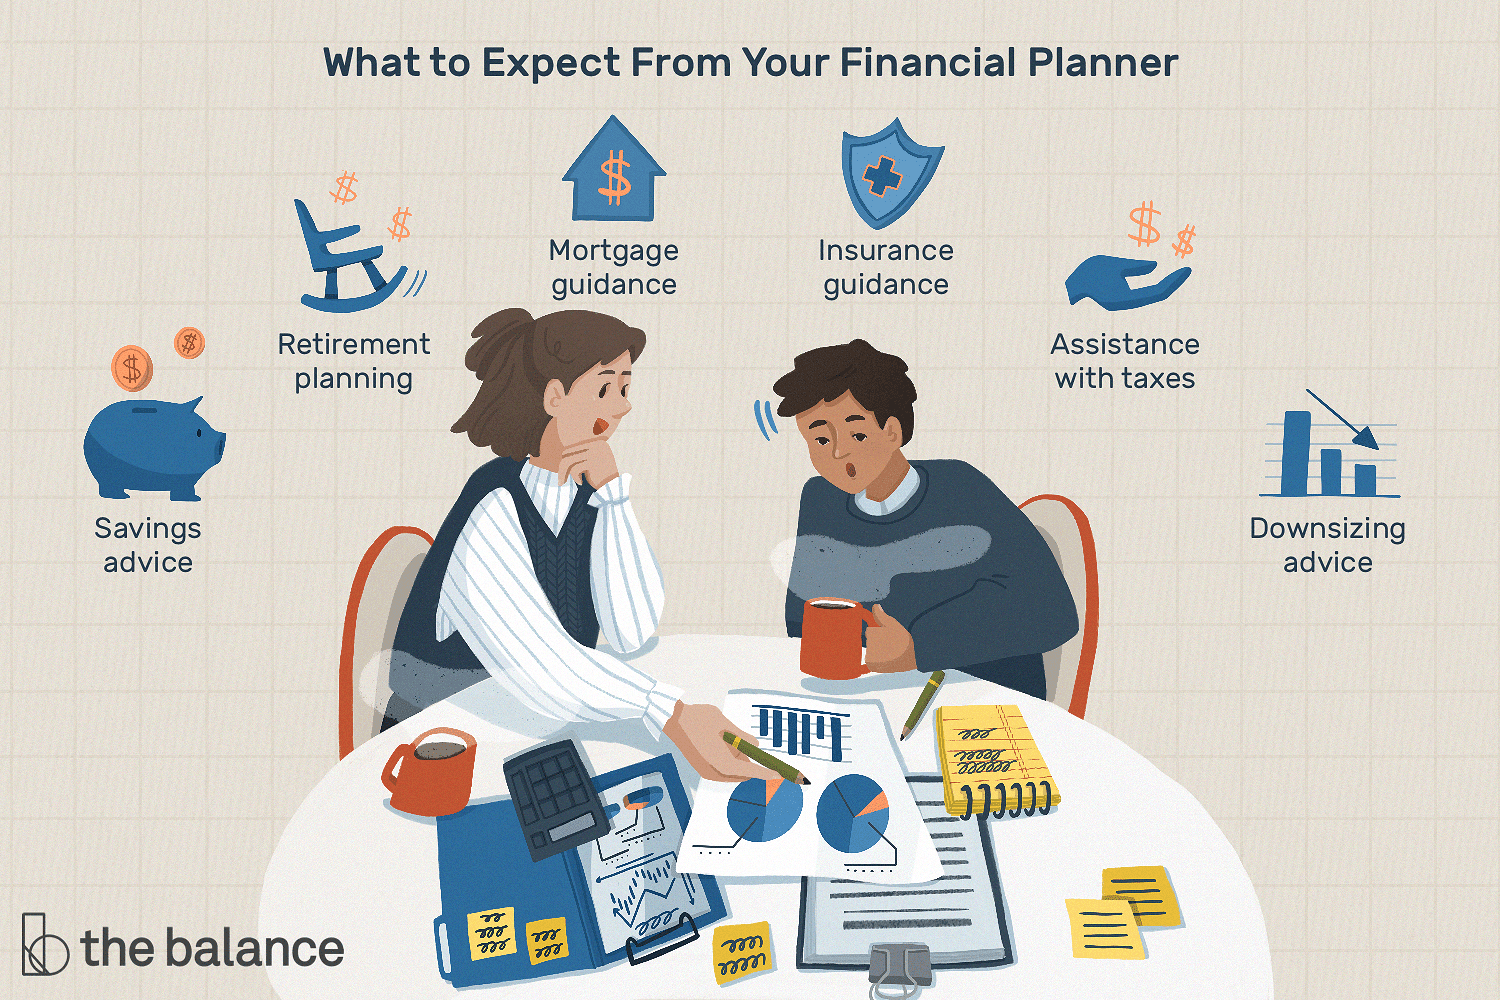 What to Expect From Your Financial Planner
Mortgage
guidance
Insurance
guidance
Retirement
planning
Assistance
with taxes
Savings
advice
Downsizing
advice
the balance